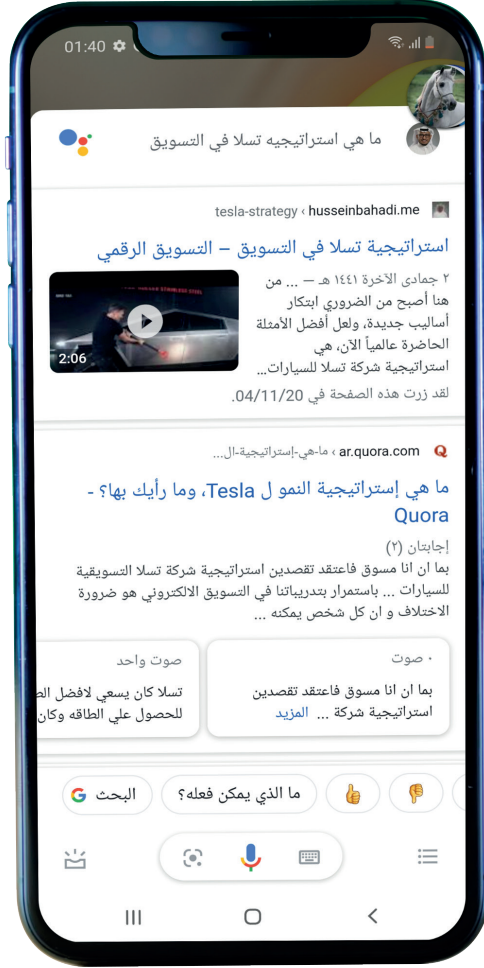 01:40
ما هي استراتيجيه تسلا في التسويق
tesla-strategy ‹ husseinbahadi.me
استراتيجية تسلا في التسويق – التسويق الرقمي
٢ جمادى الآخرة ١٤٤١ هـ — ... من
هنا أصبح من الضروري ابتكار
أساليب جديدة، ولعل أفضل الأمثلة
الحاضرة عالمياً الآن، هي
استراتيجية شركة تسلا للسيارات...
2:06
لقد زرت هذه الصفحة في 04/11/20.
ar.quora.com ‹ ما-هي-إستراتيجية-ال...
ما هي إستراتيجية النمو ل Tesla، وما رأيك بها؟ -
Quora
إجابتان (٢)
بما ان انا مسوق فاعتقد تقصدين استراتيجية شركة تسلا التسويقية
للسيارات ... باستمرار بتدريباتنا في التسويق الالكتروني هو ضرورة
الاختلاف و ان كل شخص يمكنه ...
٠ صوت
بما ان انا مسوق فاعتقد تقصدين
استراتيجية شركة ... المزيد
صوت واحد
تسلا كان يسعي لافضل
للحصول علي الطاقه وكان
ما الذي يمكن فعله؟
البحث